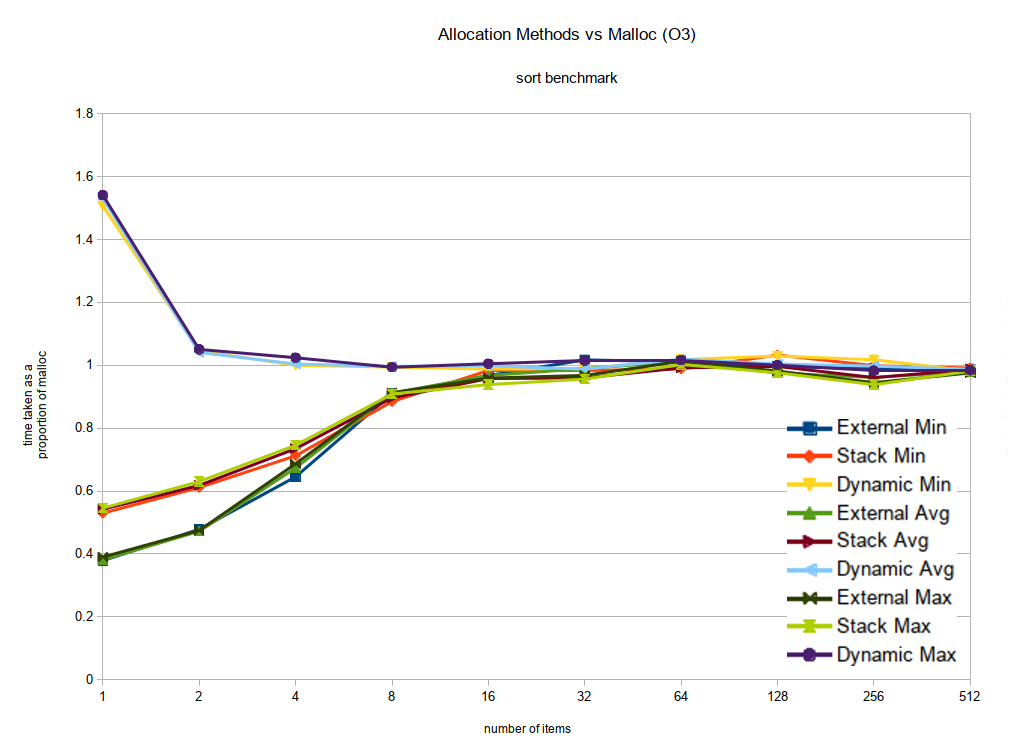 Allocation Methods vs Malloc (O3)
sort benchmark
1.8
1.6
1.4
1.2
1
0.8
0.6
0.4
0.2
0
time taken as a
proportion of malloc
External Min
Stack Min
Dynamic Min
External Avg
Stack Avg
Dynamic Avg
External Max
Stack Max
Dynamic Max
1 2 4 8 16 32 64 128 256 512
number of items